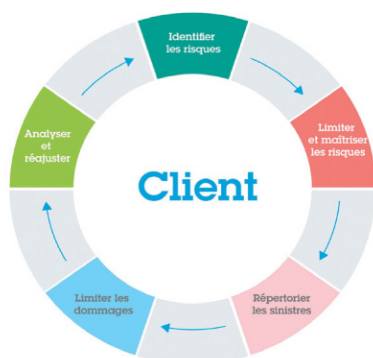 Identifier
les risques
Limiter
et maîtriser
les risques
Répertorier
les sinistres
Limiter les
dommages
Analyser
et
réajuster
Client